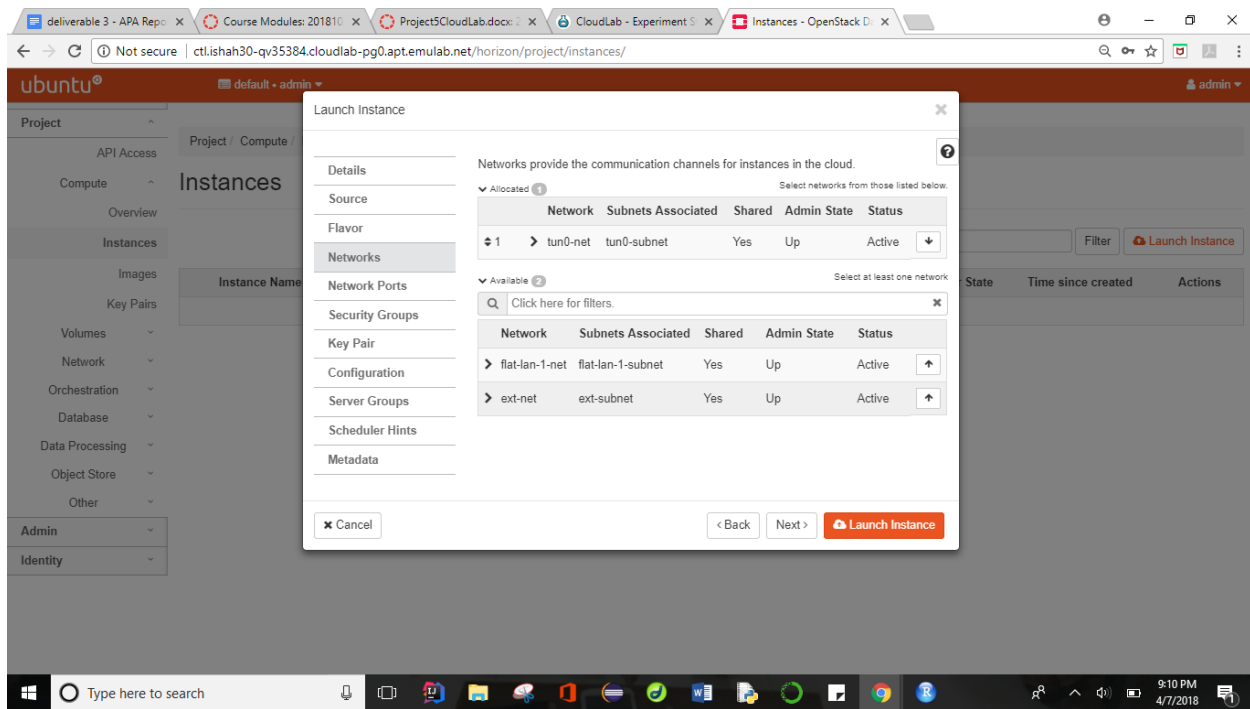 deliverable 3 - APA Repo
Course Modules: 201810
Project5CloudLab.docx: 2
CloudLab - Experiment S
Instances - OpenStack Da
Not secure ctl.ishah30-qv35384.cloudlab-pg0.apt.emulab.net/horizon/project/instances/
ubuntu default • admin admin
Project
API Access
Compute
Overview
Instances
Images
Key Pairs
Volumes
Network
Orchestration
Database
Data Processing
Object Store
Other
Admin
Identity
Project / Compute /
Instances
Filter Launch Instance
Instance Name State Time since created Actions
Launch Instance
Details
Source
Flavor
Networks
Network Ports
Security Groups
Key Pair
Configuration
Server Groups
Scheduler Hints
Metadata
Networks provide the communication channels for instances in the cloud.
Allocated 1 Select networks from those listed below.
Network Subnets Associated Shared Admin State Status
1 tun0-net tun0-subnet Yes Up Active
Available 2 Select at least one network
Click here for filters.
Network Subnets Associated Shared Admin State Status
flat-lan-1-net flat-lan-1-subnet Yes Up Active
ext-net ext-subnet Yes Up Active
Cancel < Back Next > Launch Instance
Type here to search
9:10 PM
4/7/2018